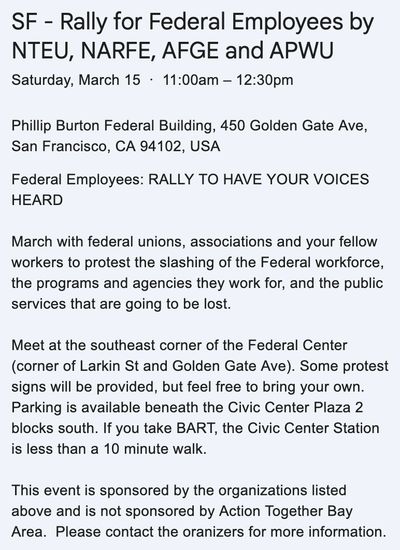 SF - Rally for Federal Employees by
NTEU, NARFE, AFGE and APWU
Saturday, March 15 · 11:00am – 12:30pm
Phillip Burton Federal Building, 450 Golden Gate Ave,
San Francisco, CA 94102, USA
Federal Employees: RALLY TO HAVE YOUR VOICES
HEARD
March with federal unions, associations and your fellow
workers to protest the slashing of the Federal workforce,
the programs and agencies they work for, and the public
services that are going to be lost.
Meet at the southeast corner of the Federal Center
(corner of Larkin St and Golden Gate Ave). Some protest
signs will be provided, but feel free to bring your own.
Parking is available beneath the Civic Center Plaza 2
blocks south. If you take BART, the Civic Center Station
is less than a 10 minute walk.
This event is sponsored by the organizations listed
above and is not sponsored by Action Together Bay
Area.  Please contact the oranizers for more information.